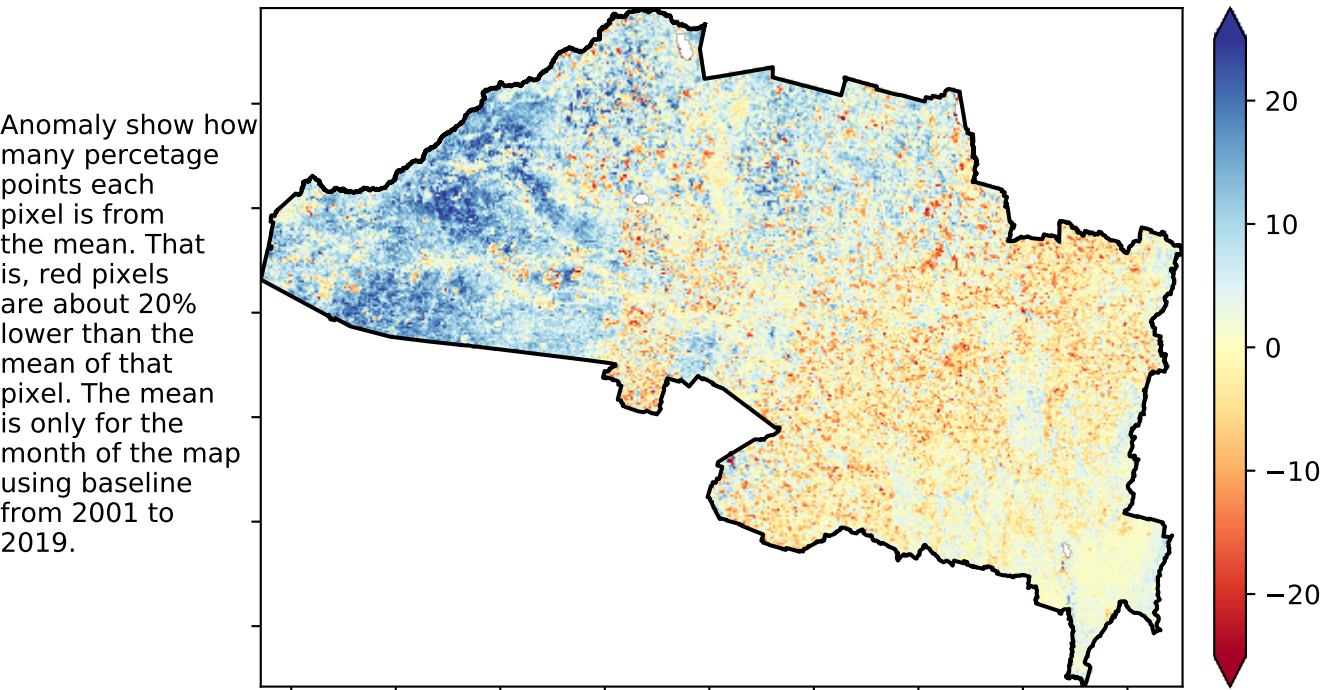 Anomaly show how
many percetage
points each
pixel is from
the mean. That
is, red pixels
are about 20%
lower than the
mean of that
pixel. The mean
is only for the
month of the map
using baseline
from 2001 to
2019.
20
10
0
−10
−20